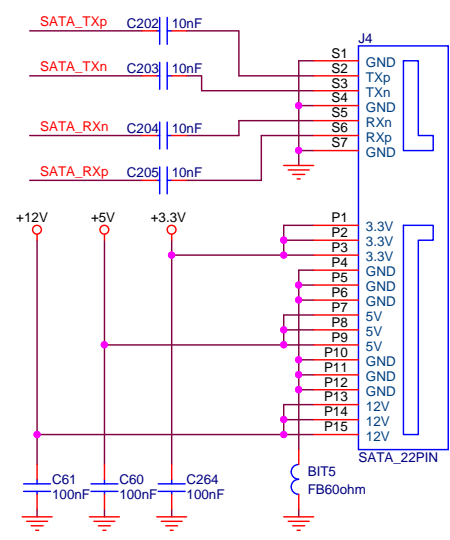 SATA_TXp C202 10nF
J4
SATA_TXn C203 10nF
S1 GND
S2 TXp
S3 TXn
S4 GND
SATA_RXn C204 10nF
S5 RXn
S6 RXp
S7 GND
SATA_RXp C205 10nF
+12V +5V +3.3V
P1 3.3V
P2 3.3V
P3 3.3V
P4 GND
P5 GND
P6 GND
P7 5V
P8 5V
P9 5V
P10 GND
P11 GND
P12 GND
P13 12V
P14 12V
P15 12V
SATA_22PIN
C61 C60 C264 BIT5
100nF 100nF 100nF FB60ohm